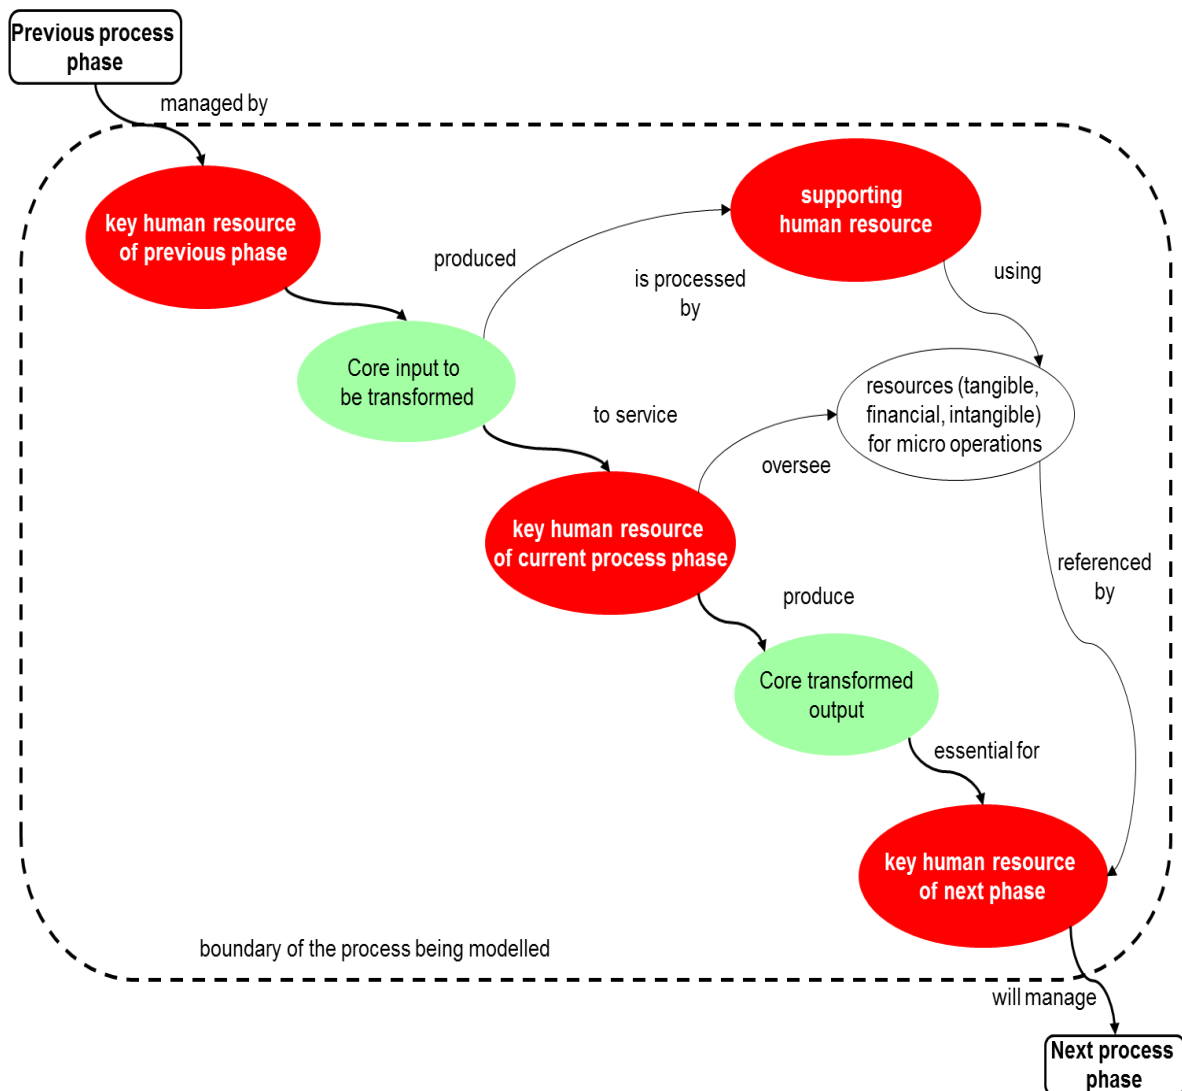 Previous process
phase
managed by
key human resource
of previous phase
supporting
human resource
produced
is processed
by
using
Core input to
be transformed
resources (tangible,
financial, intangible)
for micro operations
to service
oversee
key human resource
of current process phase
referenced
by
produce
Core transformed
output
essential for
key human resource
of next phase
boundary of the process being modelled
will manage
Next process
phase